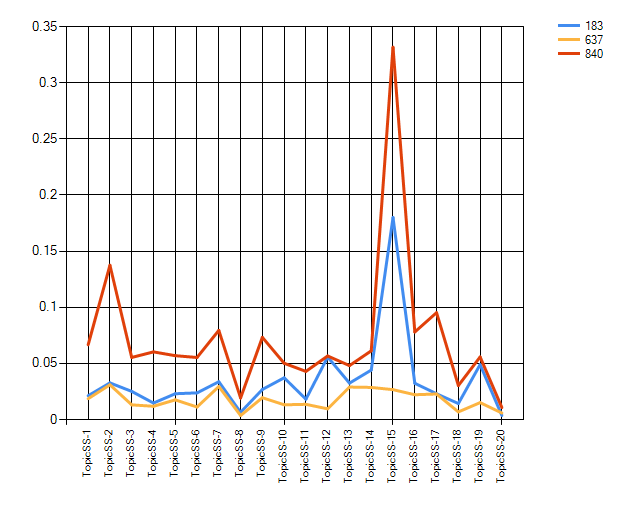 0.35
0.3
0.25
0.2
0.15
0.1
0.05
0
TopicSS-1
TopicSS-2
TopicSS-3
TopicSS-4
TopicSS-5
TopicSS-6
TopicSS-7
TopicSS-8
TopicSS-9
TopicSS-10
TopicSS-11
TopicSS-12
TopicSS-13
TopicSS-14
TopicSS-15
TopicSS-16
TopicSS-17
TopicSS-18
TopicSS-19
TopicSS-20
183
637
840